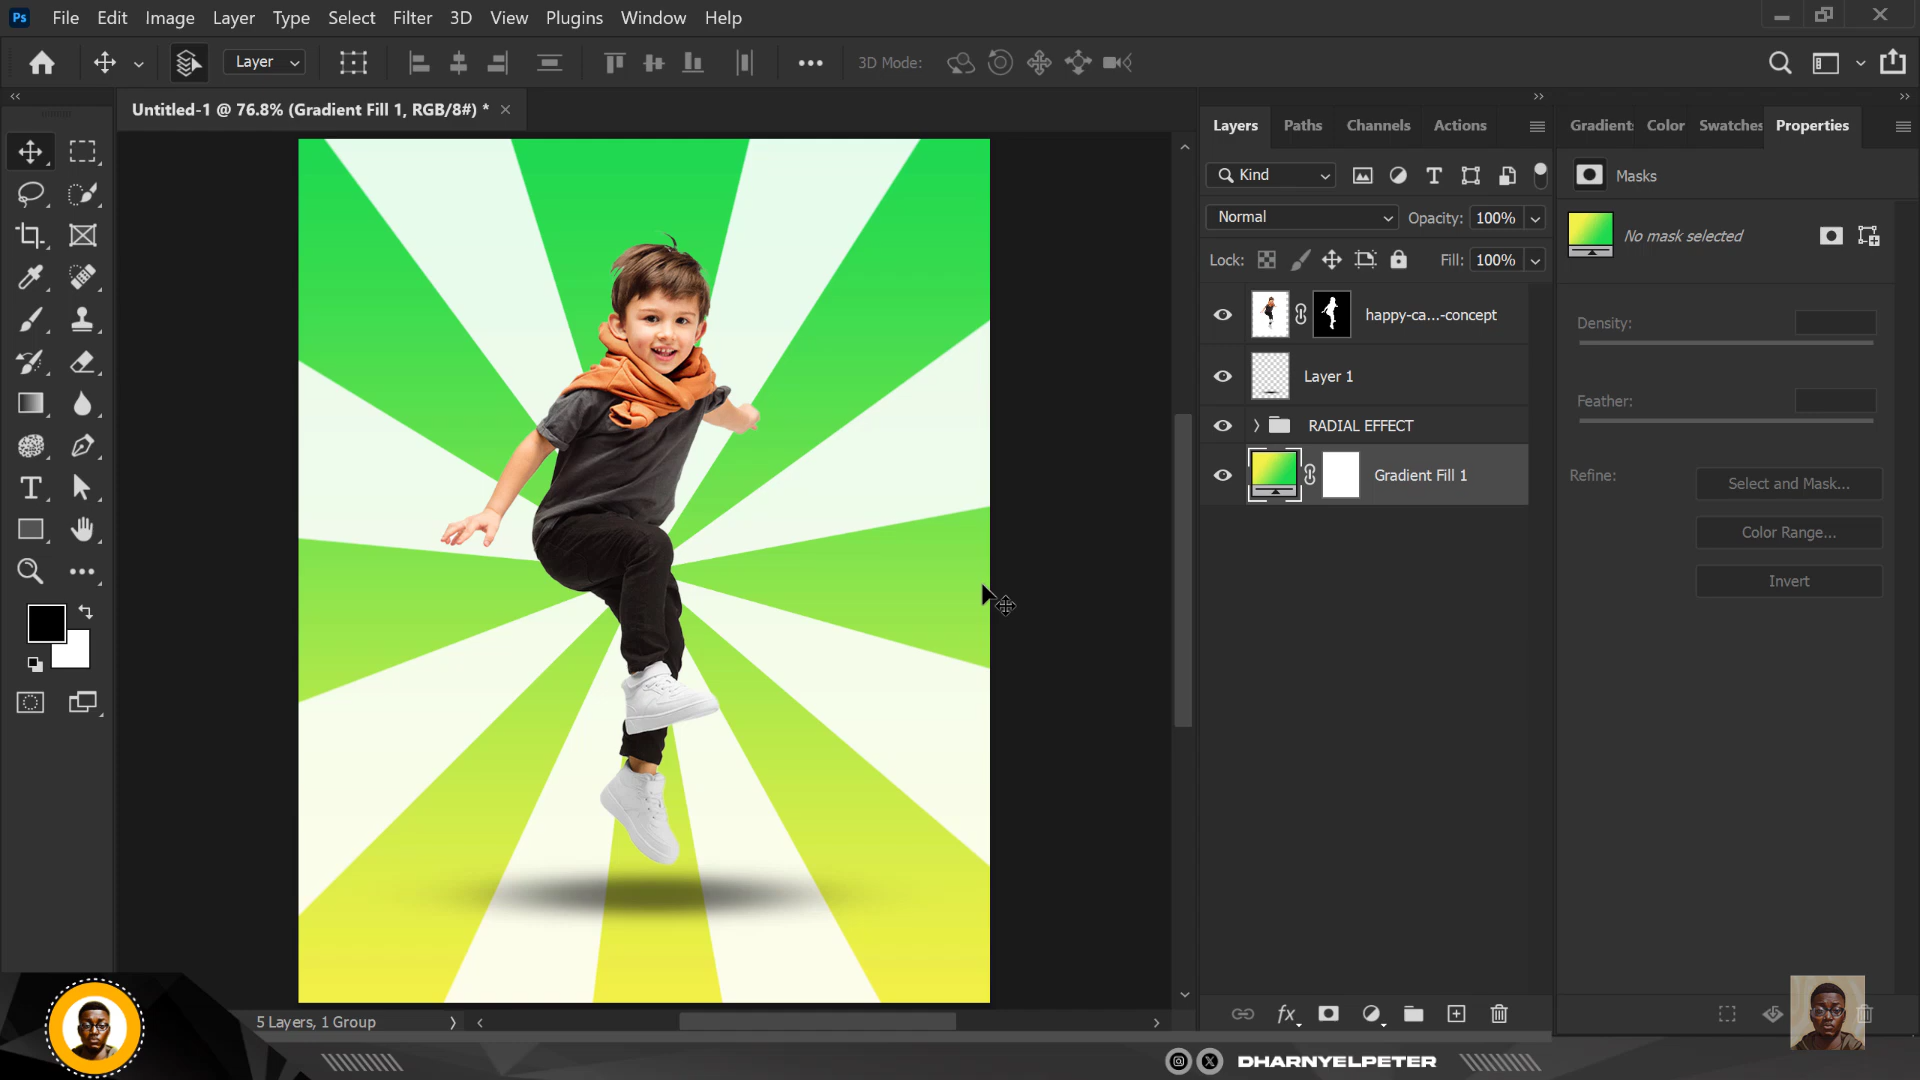 Ps File Edit Image Layer Type Select Filter 3D View Plugins Window Help
Layer 3D Mode:
Untitled-1 @ 76.8% (Gradient Fill 1, RGB/8#) *
Layers Paths Channels Actions
Gradient: Color Swatches Properties
Kind
Masks
Normal Opacity: 100%
No mask selected
Lock: Fill: 100%
happy-ca...-concept
Density:
Layer 1
Feather:
RADIAL EFFECT
Gradient Fill 1
Refine: Select and Mask...
Color Range...
Invert
fx
5 Layers, 1 Group
DHARNYELPETER